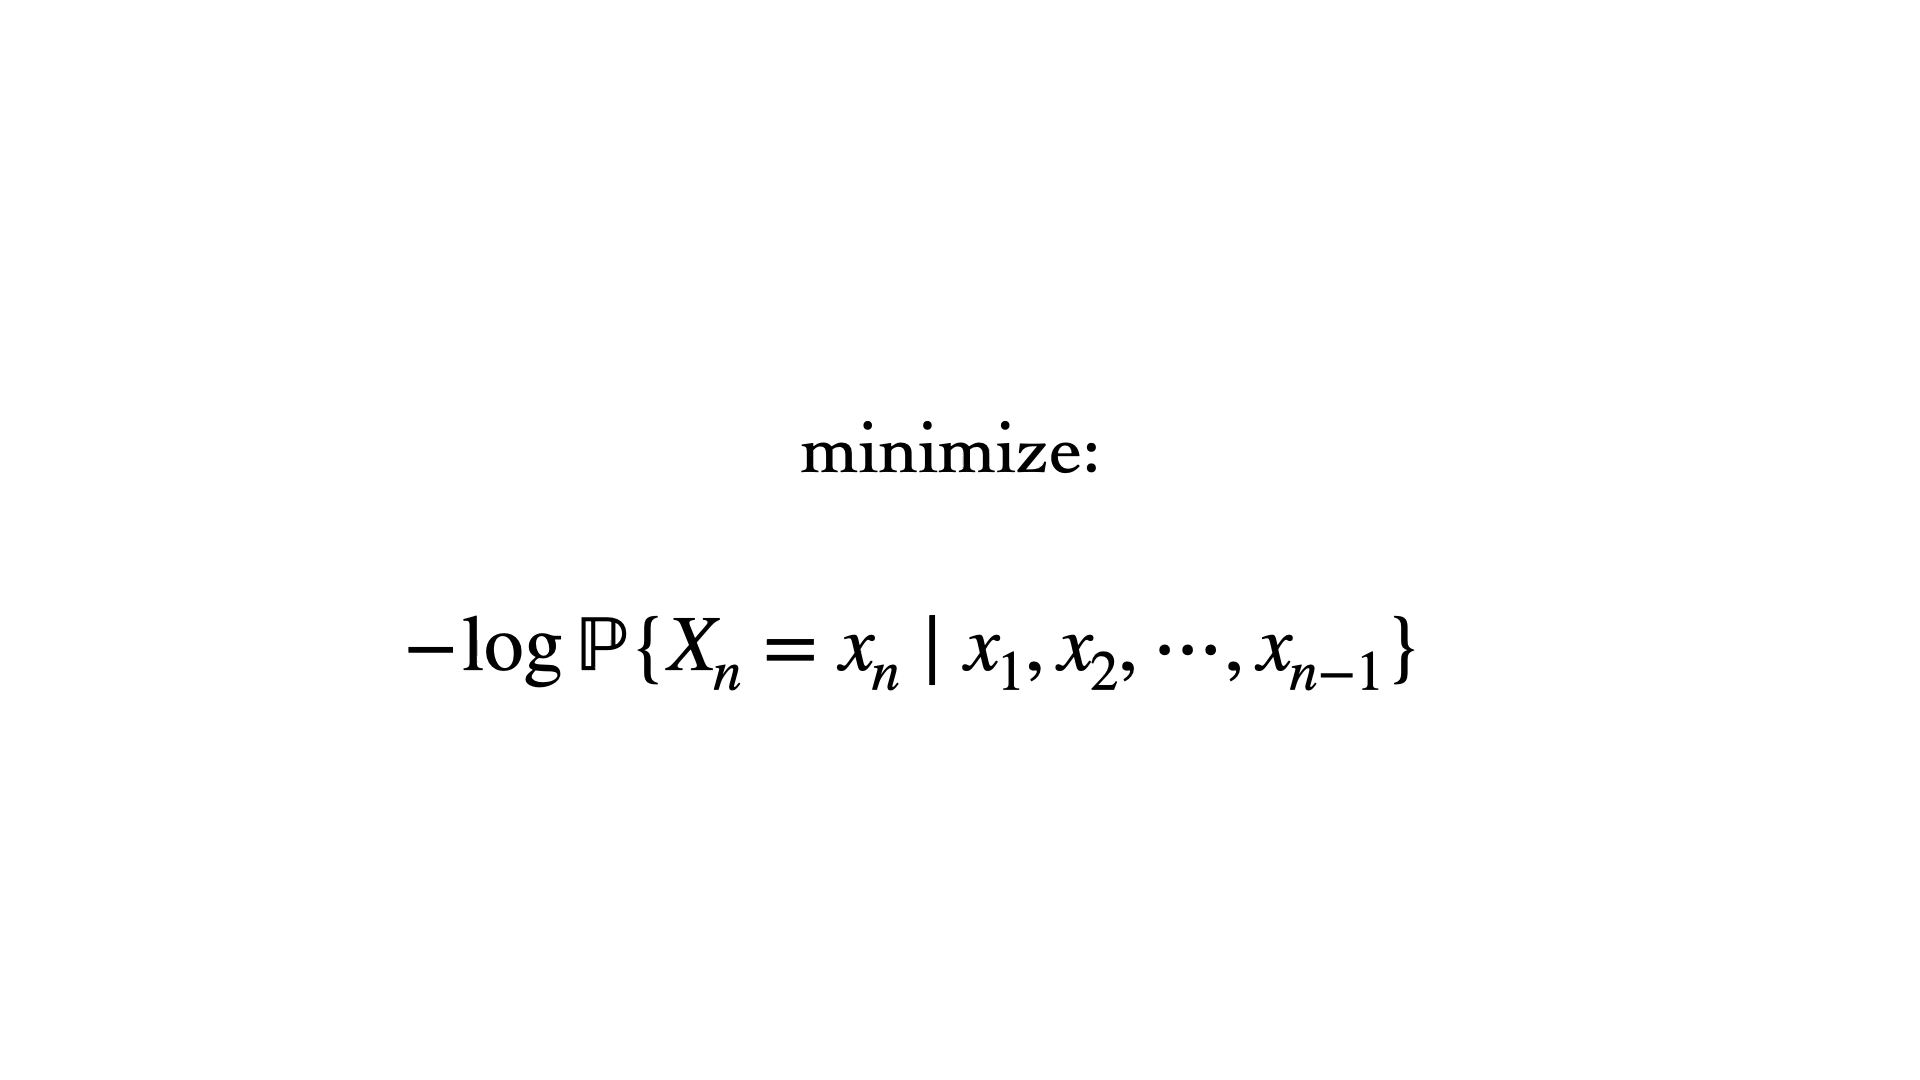 minimize:
−log ℙ{Xₙ = xₙ | x₁, x₂, ⋯, xₙ₋₁}